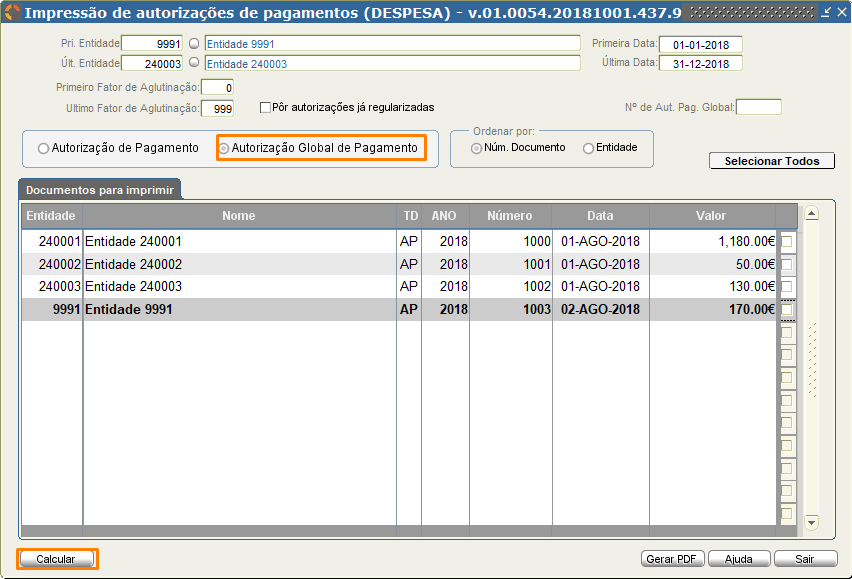 Impressão de autorizações de pagamentos (DESPESA) - v.01.0054.20181001.437.9
Pri. Entidade 9991 Entidade 9991 Primeira Data: 01-01-2018
Últ. Entidade 240003 Entidade 240003 Última Data: 31-12-2018
Primeiro Fator de Aglutinação: 0
Ultimo Fator de Aglutinação: 999 Pôr autorizações já regularizadas Nº de Aut. Pag. Global:
Autorização de Pagamento Autorização Global de Pagamento
Ordenar por:
Núm. Documento Entidade
Selecionar Todos
Documentos para imprimir
Entidade Nome TD ANO Número Data Valor
240001 Entidade 240001 AP 2018 1000 01-AGO-2018 1,180.00€
240002 Entidade 240002 AP 2018 1001 01-AGO-2018 50.00€
240003 Entidade 240003 AP 2018 1002 01-AGO-2018 130.00€
9991 Entidade 9991 AP 2018 1003 02-AGO-2018 170.00€
Calcular Gerar PDF Ajuda Sair